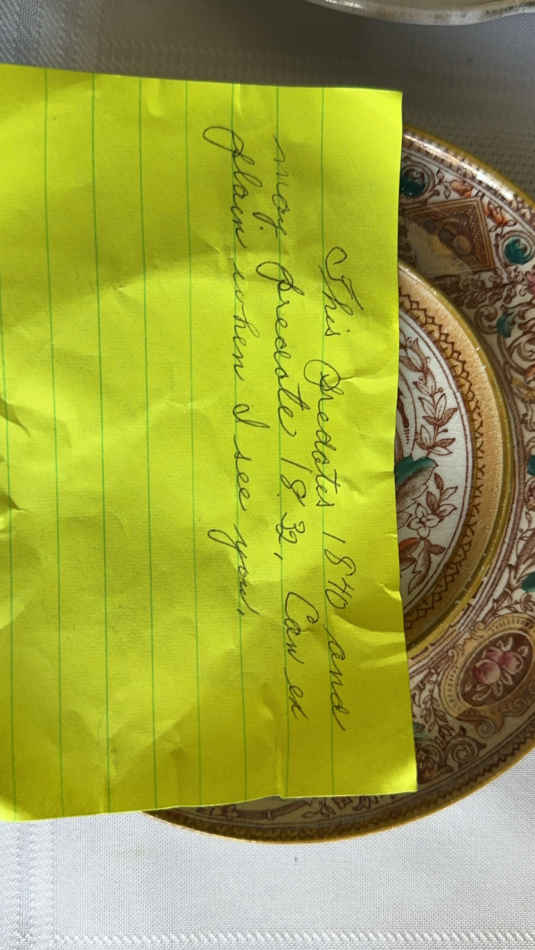 This predates 1840 and
may predate 1832, Can ex
plain when I see you.